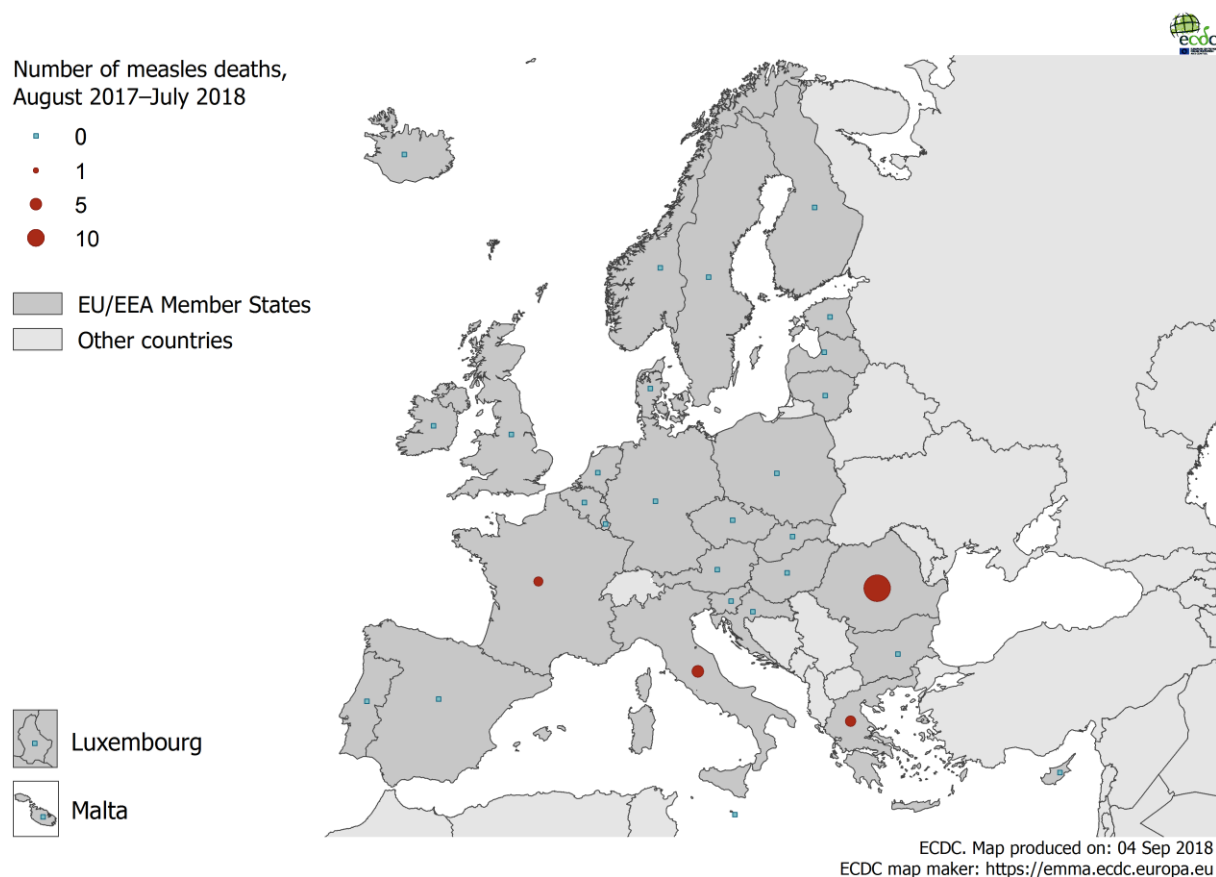 ecdc
Number of measles deaths,
August 2017–July 2018
0
1
5
10
EU/EEA Member States
Other countries
Luxembourg
Malta
ECDC. Map produced on: 04 Sep 2018
ECDC map maker: https://emma.ecdc.europa.eu